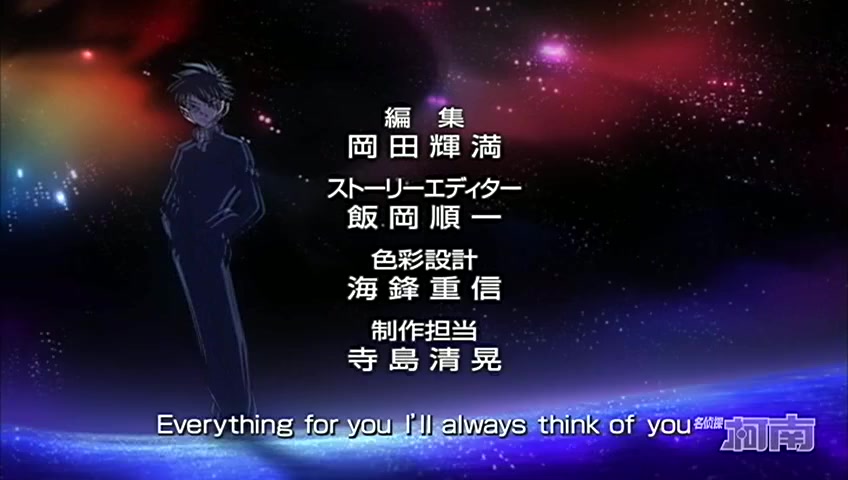 編 集
岡田輝満
ストーリーエディター
飯岡順一
色彩設計
海鋒重信
制作担当
寺島清晃
Everything for you I'll always think of you
名侦探
柯南